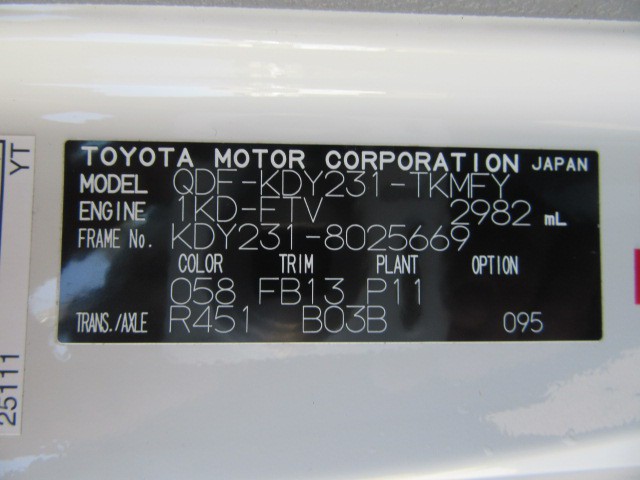 TOYOTA MOTOR CORPORATION JAPAN
MODEL QDF-KDY231-TKMFY
ENGINE 1KD-FTV 2982 mL
FRAME No. KDY231-8025669
COLOR TRIM PLANT OPTION
058 FB13 P11
TRANS./AXLE R451 B03B 095
YT
25111